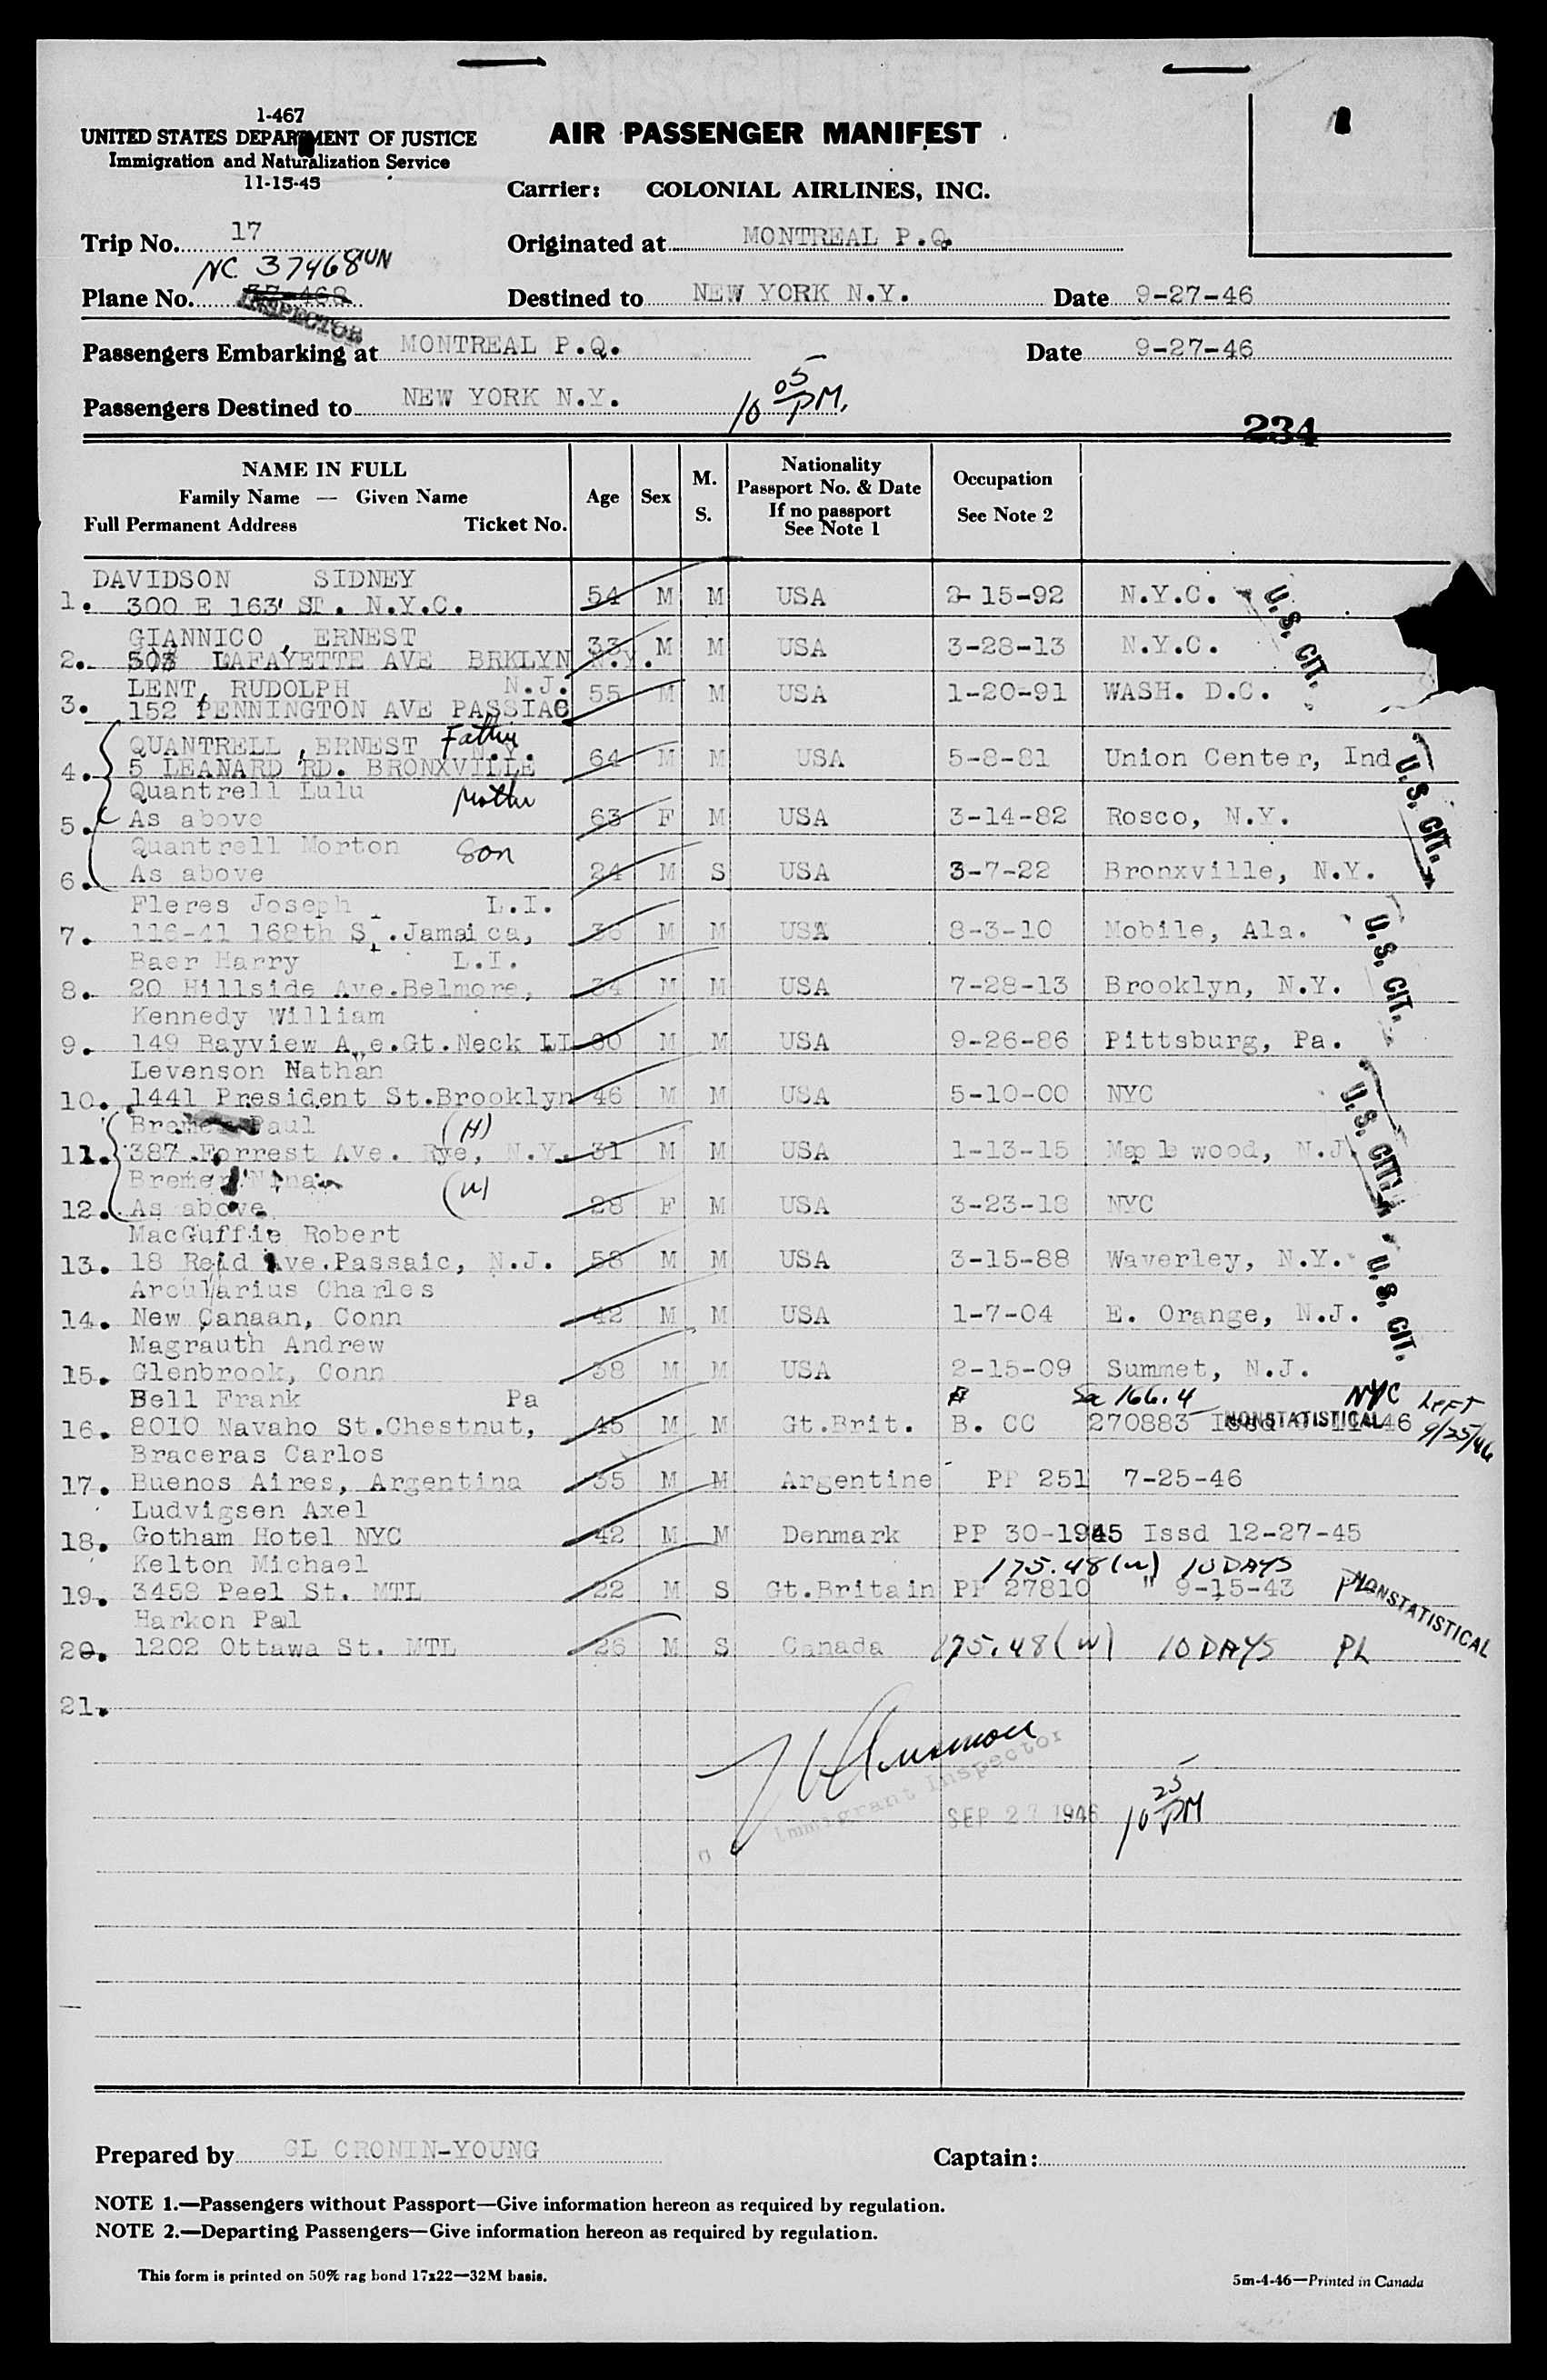 1-467
UNITED STATES DEPARTMENT OF JUSTICE
Immigration and Naturalization Service
11-15-45
AIR PASSENGER MANIFEST
Carrier: COLONIAL AIRLINES, INC.
Trip No. 17
Originated at MONTREAL P.Q.
NC 37468
Plane No. 37-468
INSPECTOR
Destined to NEW YORK N.Y. Date 9-27-46
Passengers Embarking at MONTREAL P.Q. Date 9-27-46
Passengers Destined to NEW YORK N.Y. 10 05 PM.
234
NAME IN FULL
Family Name — Given Name
Full Permanent Address Ticket No.
Age Sex M. S.
Nationality
Passport No. & Date
If no passport
See Note 1
Occupation
See Note 2
DAVIDSON SIDNEY
1. 300 E 163' ST. N.Y.C. 54 M M USA 2-15-92 N.Y.C. U.S. CIT.
GIANNICO , ERNEST
2. 503 LAFAYETTE AVE BRKLYN N.Y. 33 M M USA 3-28-13 N.Y.C.
LENT, RUDOLPH N.J.
3. 152 PENNINGTON AVE PASSIAC 55 M M USA 1-20-91 WASH. D.C.
QUANTRELL , ERNEST N.Y. Father
4. 5 LEANARD RD. BRONXVILLE 64 M M USA 5-8-81 Union Center, Ind U.S. CIT.
Quantrell Lulu Mother
5. As above 63 F M USA 3-14-82 Rosco, N.Y.
Quantrell Morton Son
6. As above 24 M S USA 3-7-22 Bronxville, N.Y.
Fleres Joseph L.I.
7. 116-41 168th St.Jamaica, 36 M M USA 8-3-10 Mobile, Ala. U.S. CIT.
Baer Harry L.I.
8. 20 Hillside Ave.Belmore, 34 M M USA 7-28-13 Brooklyn, N.Y.
Kennedy William
9. 149 Bayview Ave.Gt.Neck LI 60 M M USA 9-26-86 Pittsburg, Pa.
Levenson Nathan
10. 1441 President St.Brooklyn 46 M M USA 5-10-00 NYC U.S. CIT.
Bremer Paul (H)
11. 387 Forrest Ave. Rye, N.Y. 31 M M USA 1-13-15 Maplewood, N.J.
Bremer Nina (W)
12. As above 28 F M USA 3-23-18 NYC
MacGuffie Robert
13. 18 Reid Ave.Passaic, N.J. 58 M M USA 3-15-88 Waverley, N.Y. U.S. CIT.
Arcularius Charles
14. New Canaan, Conn 42 M M USA 1-7-04 E. Orange, N.J.
Magrauth Andrew
15. Glenbrook, Conn 38 M M USA 2-15-09 Summet, N.J.
Bell Frank Pa 166.4 NYC LEFT
16. 8010 Navaho St.Chestnut, 45 M M Gt.Brit. B. CC 270883 Issd 46 NONSTATISTICAL 9/25/46
Braceras Carlos
17. Buenos Aires, Argentina 35 M M Argentine PP 251 7-25-46
Ludvigsen Axel
18. Gotham Hotel NYC 42 M M Denmark PP 30-1945 Issd 12-27-45
Kelton Michael 175.48(W) 10 DAYS
19. 3458 Peel St. MTL 22 M S Gt.Britain PP 27810 " 9-15-43 NONSTATISTICAL
Harkon Pal
20. 1202 Ottawa St. MTL 26 M S Canada 175.48(W) 10 DAYS PL
21.
Immigrant Inspector
SEP 27 1946 10 25 PM
Prepared by GL CRONIN-YOUNG
Captain:
NOTE 1.—Passengers without Passport—Give information hereon as required by regulation.
NOTE 2.—Departing Passengers—Give information hereon as required by regulation.
This form is printed on 50% rag bond 17x22—32M basis.
5m-4-46—Printed in Canada